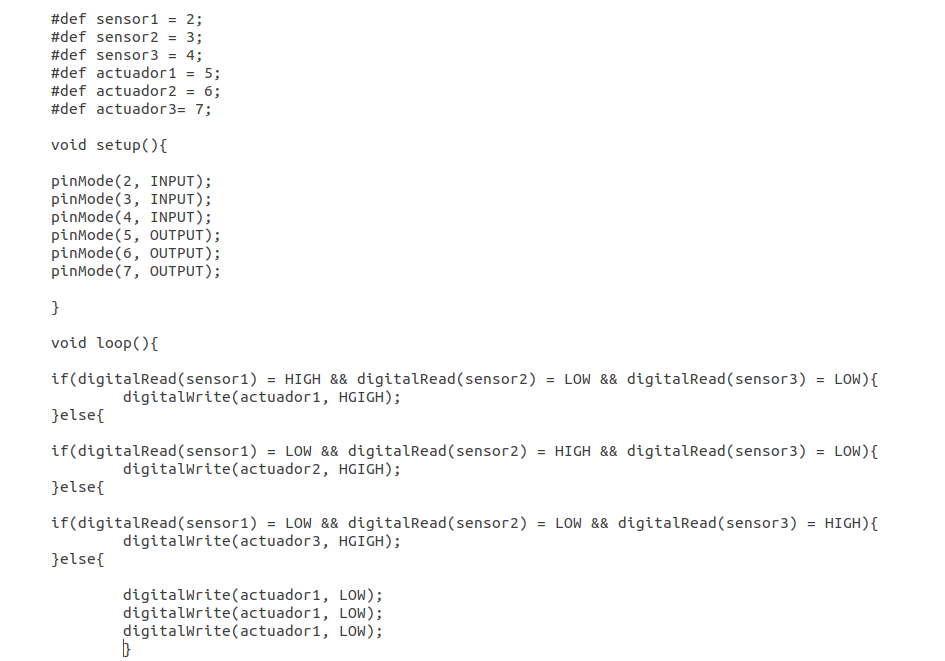 #def sensor1 = 2;
#def sensor2 = 3;
#def sensor3 = 4;
#def actuador1 = 5;
#def actuador2 = 6;
#def actuador3= 7;
void setup(){
pinMode(2, INPUT);
pinMode(3, INPUT);
pinMode(4, INPUT);
pinMode(5, OUTPUT);
pinMode(6, OUTPUT);
pinMode(7, OUTPUT);
}
void loop(){
if(digitalRead(sensor1) = HIGH && digitalRead(sensor2) = LOW && digitalRead(sensor3) = LOW){
digitalWrite(actuador1, HGIGH);
}else{
if(digitalRead(sensor1) = LOW && digitalRead(sensor2) = HIGH && digitalRead(sensor3) = LOW){
digitalWrite(actuador2, HGIGH);
}else{
if(digitalRead(sensor1) = LOW && digitalRead(sensor2) = LOW && digitalRead(sensor3) = HIGH){
digitalWrite(actuador3, HGIGH);
}else{
digitalWrite(actuador1, LOW);
digitalWrite(actuador1, LOW);
digitalWrite(actuador1, LOW);
}